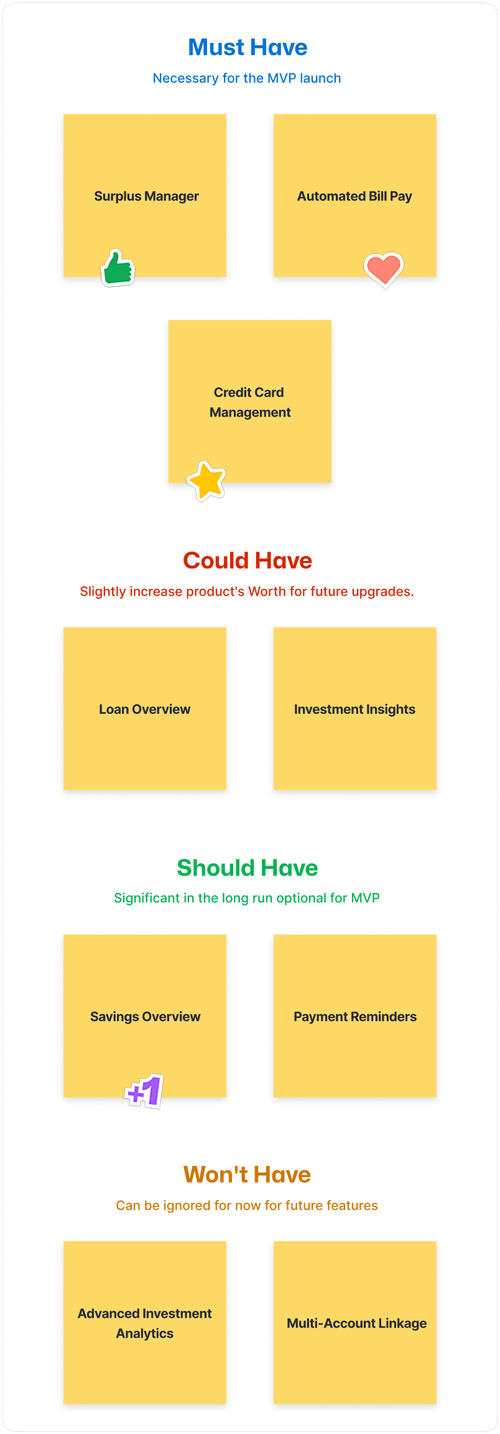 Must Have
Necessary for the MVP launch
Surplus Manager
Automated Bill Pay
Credit Card
Management
Could Have
Slightly increase product's Worth for future upgrades.
Loan Overview
Investment Insights
Should Have
Significant in the long run optional for MVP
Savings Overview
Payment Reminders
+1
Won't Have
Can be ignored for now for future features
Advanced Investment
Analytics
Multi-Account Linkage